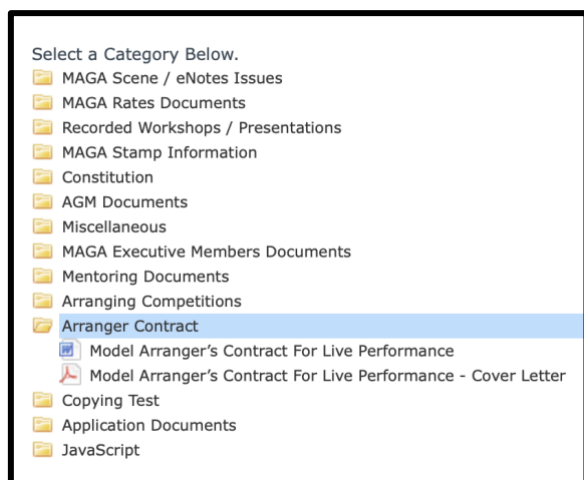 Select a Category Below.
MAGA Scene / eNotes Issues
MAGA Rates Documents
Recorded Workshops / Presentations
MAGA Stamp Information
Constitution
AGM Documents
Miscellaneous
MAGA Executive Members Documents
Mentoring Documents
Arranging Competitions
Arranger Contract
Model Arranger’s Contract For Live Performance
Model Arranger’s Contract For Live Performance - Cover Letter
Copying Test
Application Documents
JavaScript